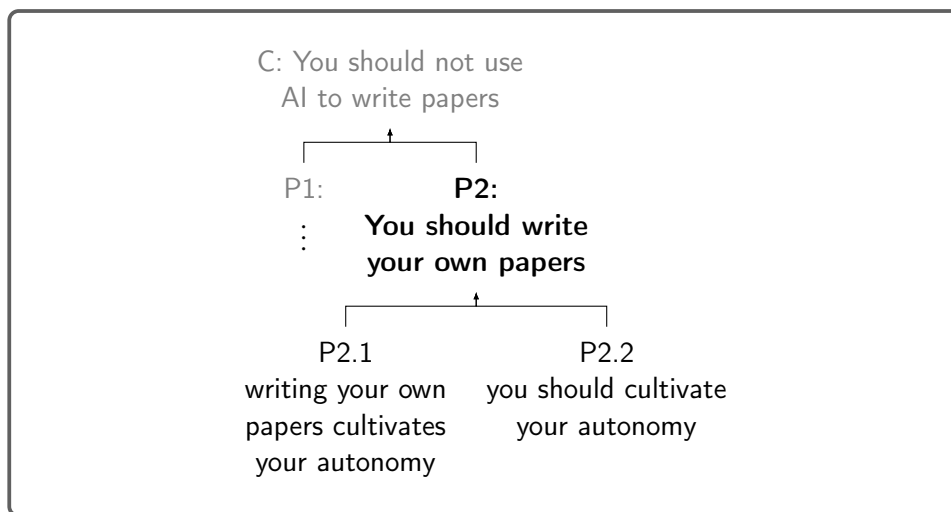 C: You should not use
AI to write papers
P1:
P2:
⋮
You should write
your own papers
P2.1
P2.2
writing your own
you should cultivate
papers cultivates
your autonomy
your autonomy